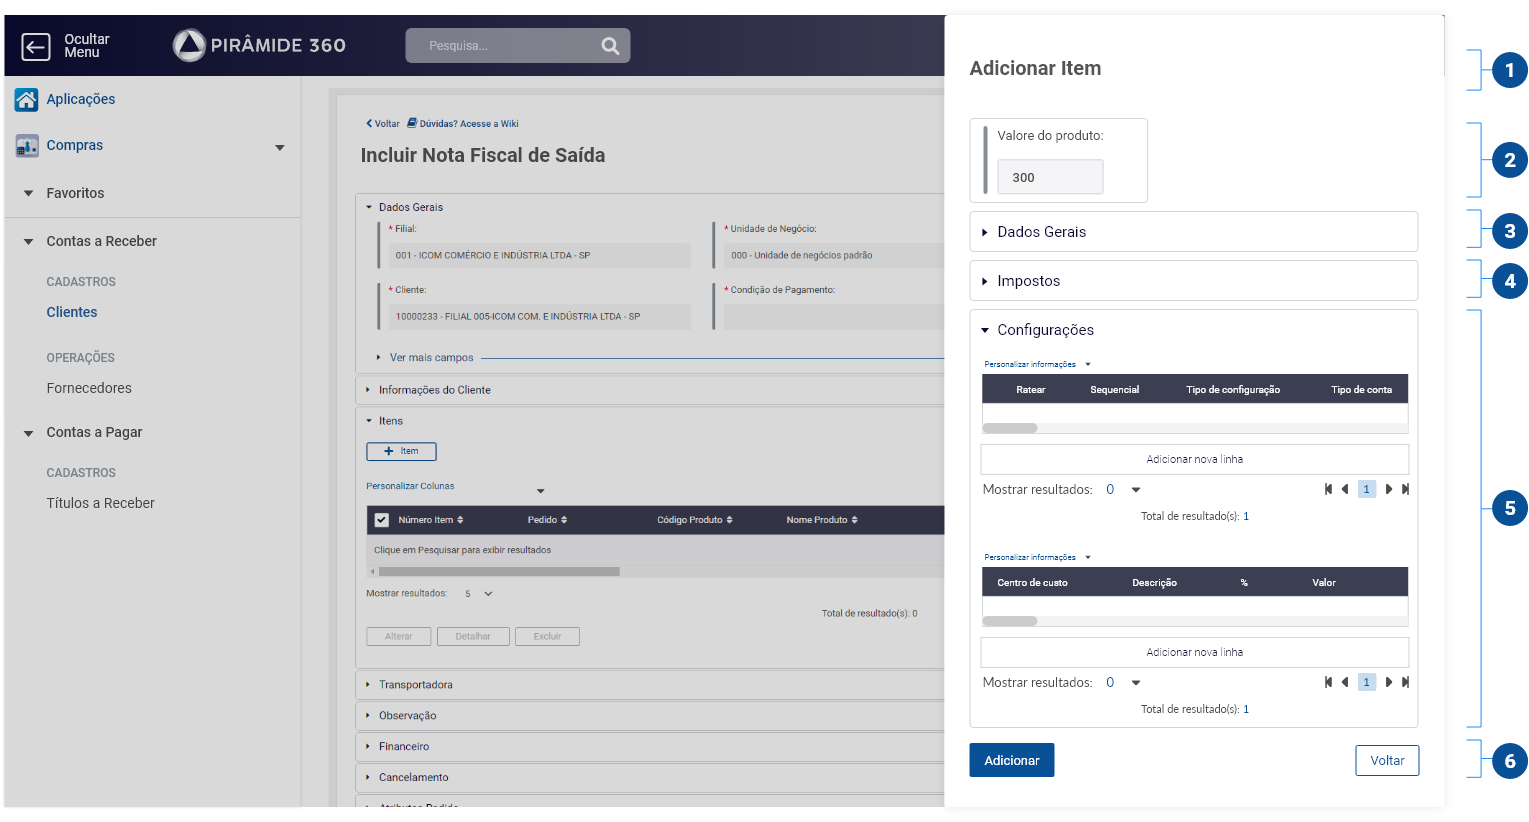 Ocultar
Menu
PIRÂMIDE 360
Pesquisa...
Aplicações
Compras
Favoritos
Contas a Receber
CADASTROS
Clientes
OPERAÇÕES
Fornecedores
Contas a Pagar
CADASTROS
Títulos a Receber
Voltar Dúvidas? Acesse a Wiki
Incluir Nota Fiscal de Saída
Dados Gerais
* Filial: * Unidade de Negócio:
001 - ICOM COMÉRCIO E INDÚSTRIA LTDA - SP 000 - Unidade de negócios padrão
* Cliente: * Condição de Pagamento:
10000233 - FILIAL 005-ICOM COM. E INDÚSTRIA LTDA - SP
Ver mais campos
Informações do Cliente
Itens
+ Item
Personalizar Colunas
Número Item Pedido Código Produto Nome Produto
Clique em Pesquisar para exibir resultados
Mostrar resultados: 5
Total de resultado(s): 0
Alterar Detalhar Excluir
Transportadora
Observação
Financeiro
Cancelamento
Atributos Pedido
Adicionar Item
Valore do produto:
300
Dados Gerais
Impostos
Configurações
Personalizar informações
Ratear Sequencial Tipo de configuração Tipo de conta
Adicionar nova linha
Mostrar resultados: 0 1
Total de resultado(s): 1
Personalizar informações
Centro de custo Descrição % Valor
Adicionar nova linha
Mostrar resultados: 0 1
Total de resultado(s): 1
Adicionar Voltar
1
2
3
4
5
6